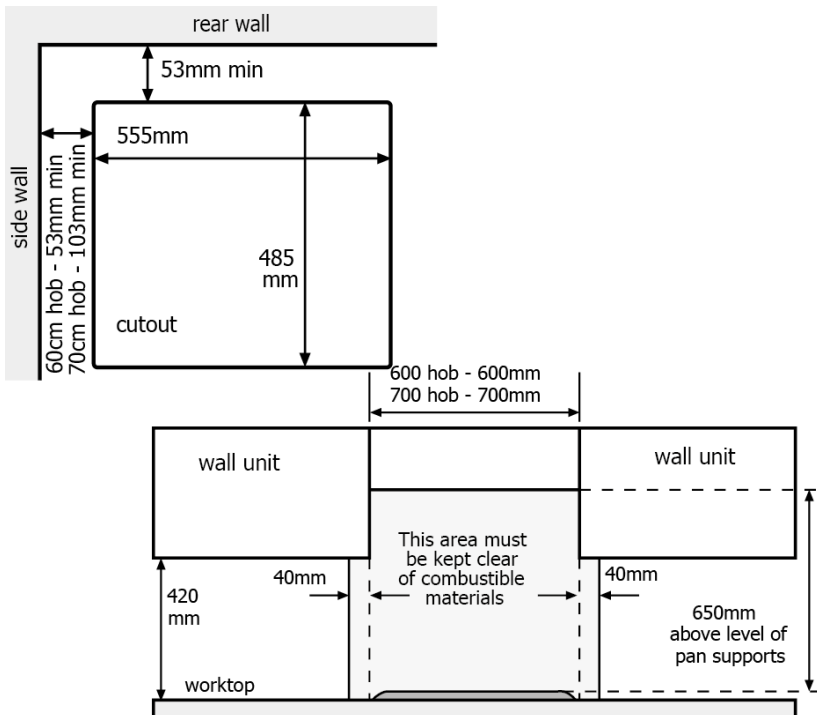 rear wall
53mm min
555mm
side wall
60cm hob - 53mm min
70cm hob - 103mm min
485
mm
cutout
600 hob - 600mm
700 hob - 700mm
wall unit
wall unit
This area must
be kept clear
of combustible
materials
40mm
40mm
420
mm
650mm
above level of
pan supports
worktop